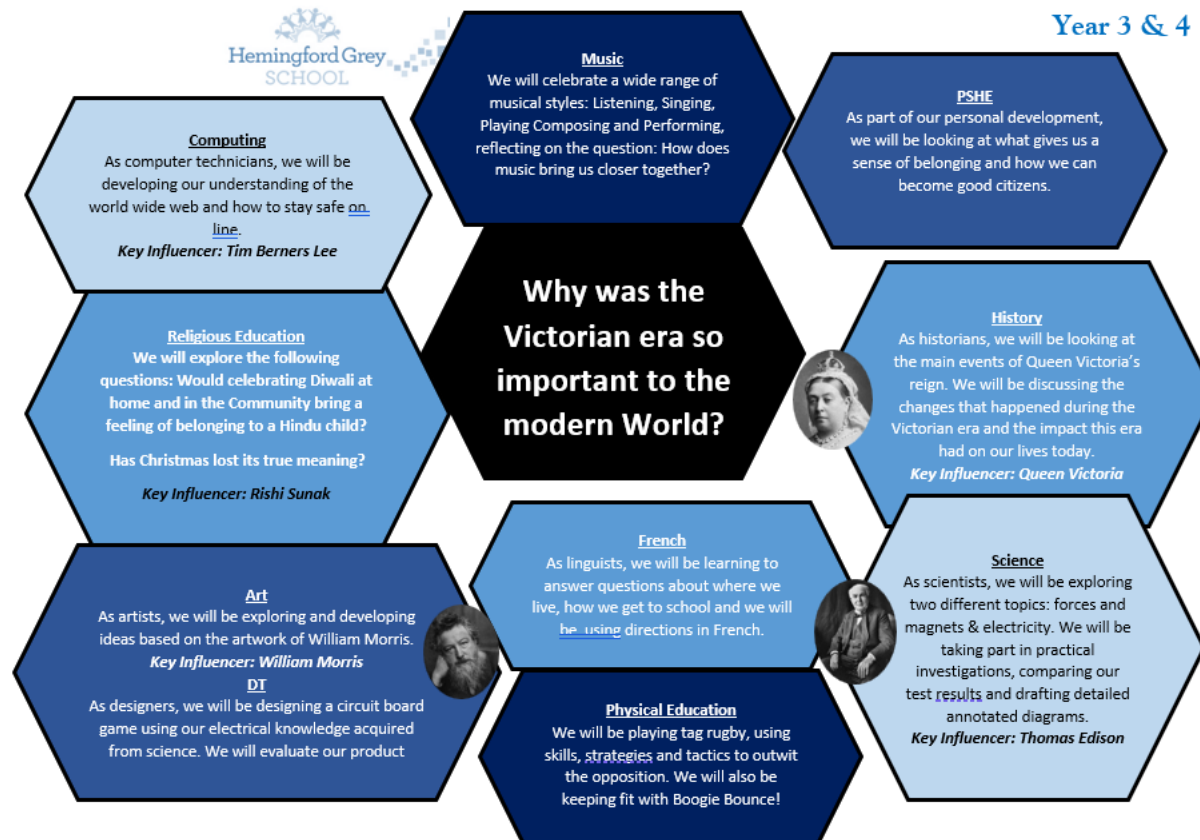 Hemingford Grey
SCHOOL
Year 3 & 4
Music
We will celebrate a wide range of
musical styles: Listening, Singing,
Playing Composing and Performing,
reflecting on the question: How does
music bring us closer together?
PSHE
As part of our personal development,
we will be looking at what gives us a
sense of belonging and how we can
become good citizens.
Computing
As computer technicians, we will be
developing our understanding of the
world wide web and how to stay safe on
line.
Key Influencer: Tim Berners Lee
Why was the
Victorian era so
important to the
modern World?
Religious Education
We will explore the following
questions: Would celebrating Diwali at
home and in the Community bring a
feeling of belonging to a Hindu child?
Has Christmas lost its true meaning?
Key Influencer: Rishi Sunak
History
As historians, we will be looking at
the main events of Queen Victoria's
reign. We will be discussing the
changes that happened during the
Victorian era and the impact this era
had on our lives today.
Key Influencer: Queen Victoria
French
As linguists, we will be learning to
answer questions about where we
live, how we get to school and we will
be using directions in French.
Science
As scientists, we will be exploring
two different topics: forces and
magnets & electricity. We will be
taking part in practical
investigations, comparing our
test results and drafting detailed
annotated diagrams.
Key Influencer: Thomas Edison
Art
As artists, we will be exploring and developing
ideas based on the artwork of William Morris.
Key Influencer: William Morris
DT
As designers, we will be designing a circuit board
game using our electrical knowledge acquired
from science. We will evaluate our product
Physical Education
We will be playing tag rugby, using
skills, strategies and tactics to outwit
the opposition. We will also be
keeping fit with Boogie Bounce!